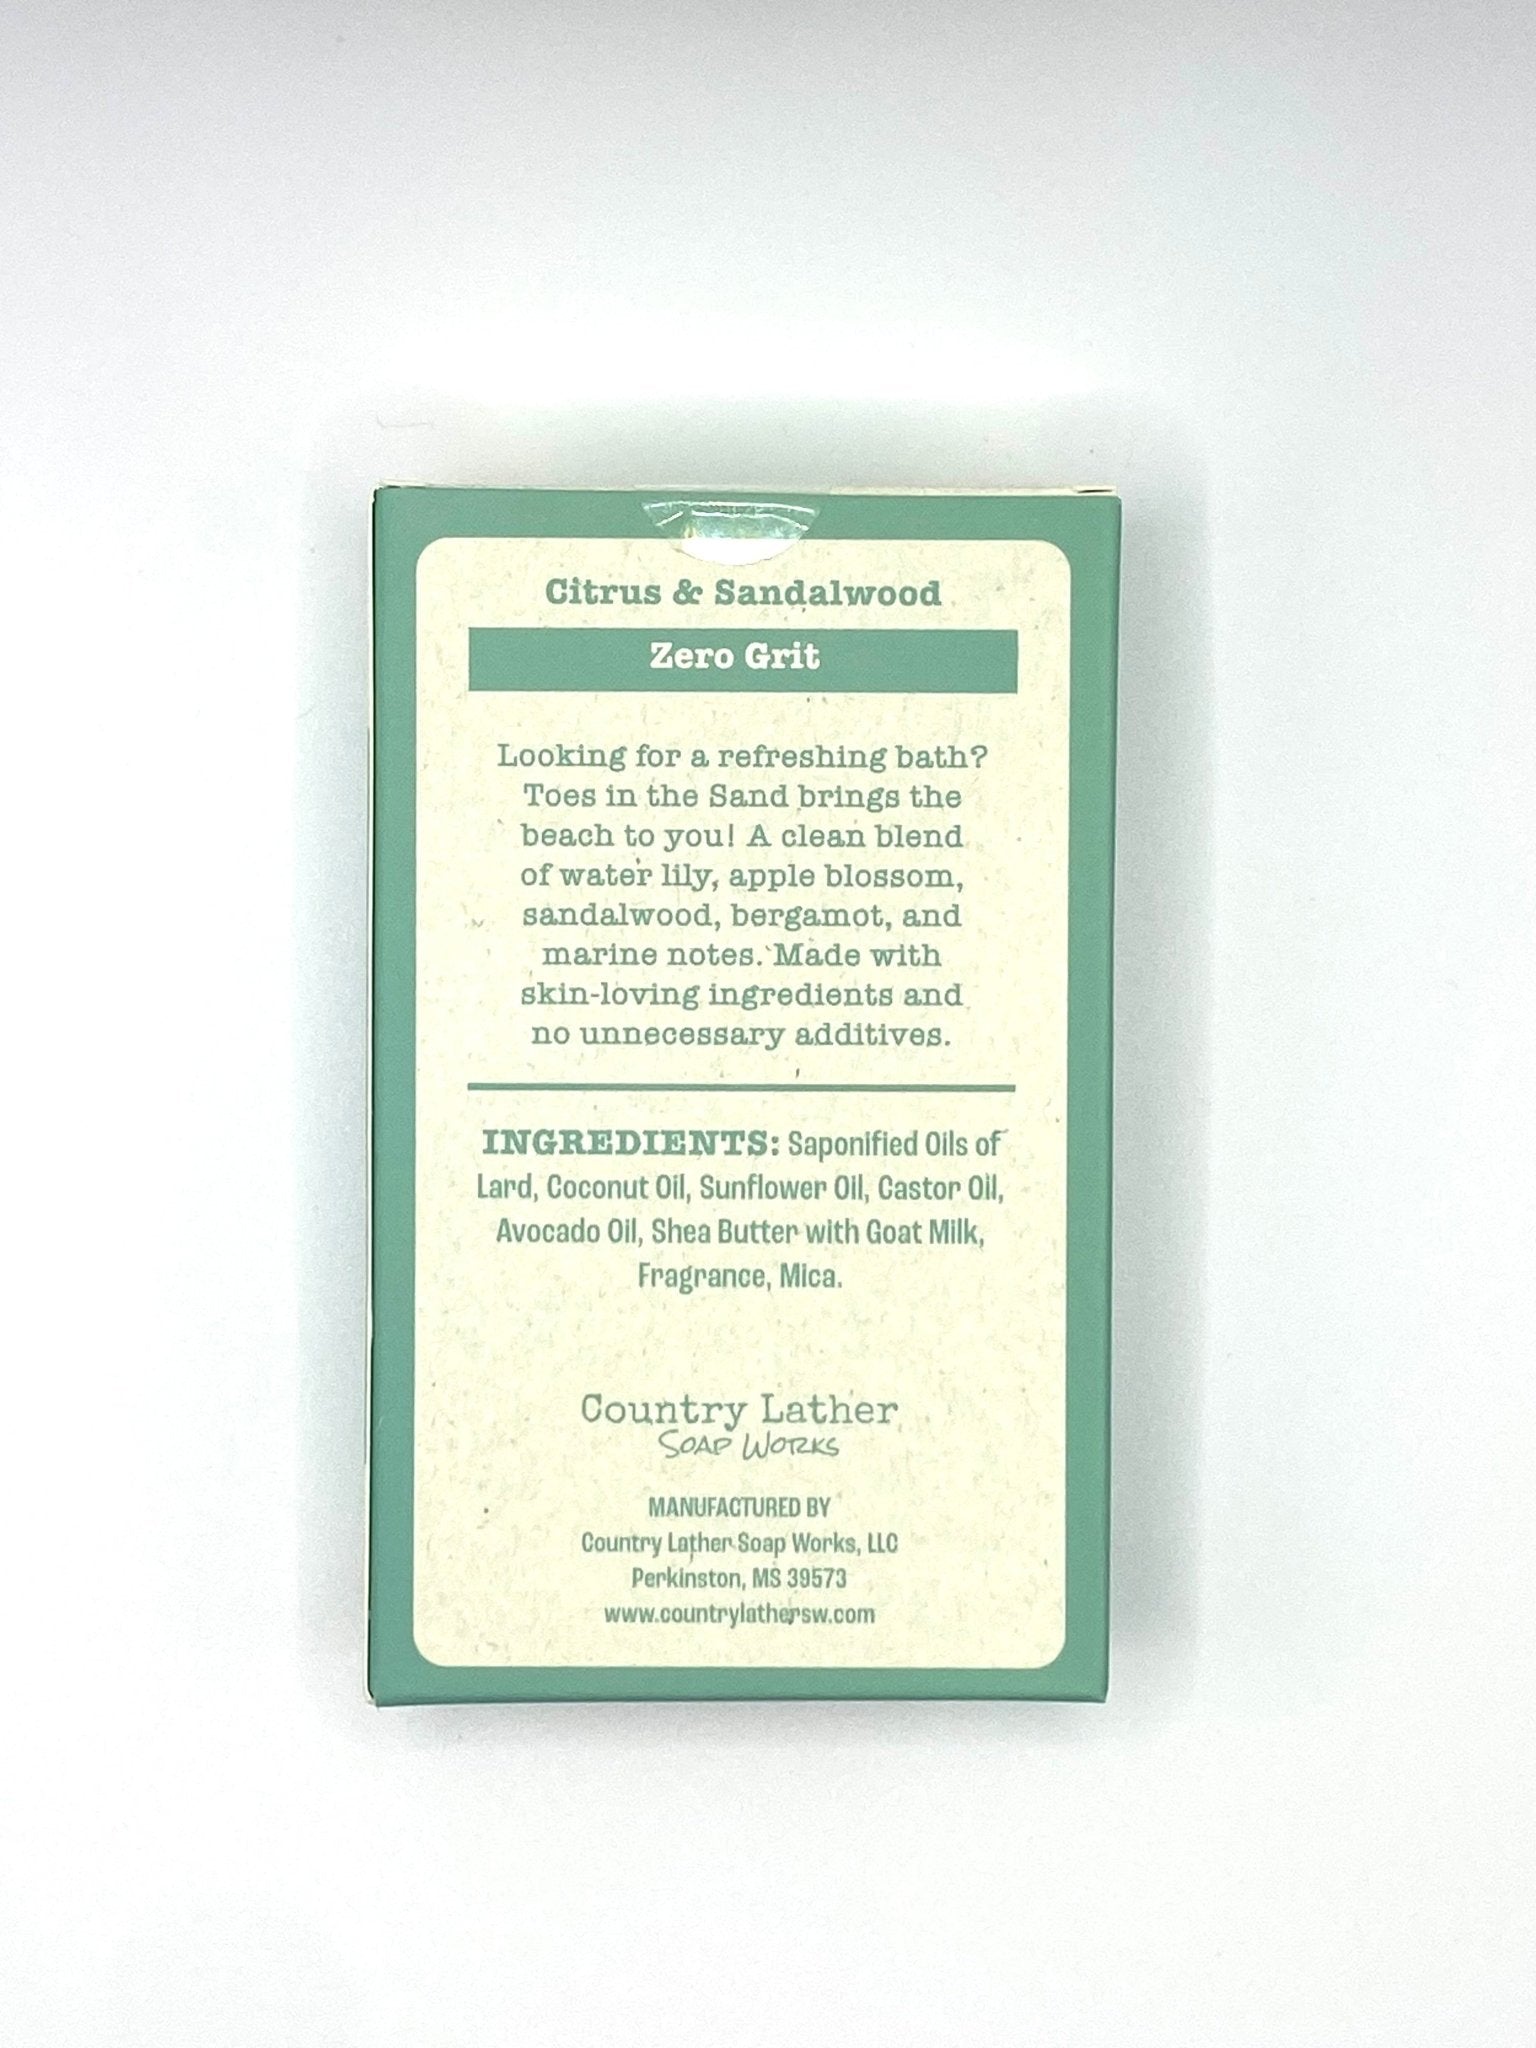 Citrus & Sandalwood
Zero Grit
Looking for a refreshing bath?
Toes in the Sand brings the
beach to you! A clean blend
of water lily, apple blossom,
sandalwood, bergamot, and
marine notes. Made with
skin-loving ingredients and
no unnecessary additives.
INGREDIENTS: Saponified Oils of
Lard, Coconut Oil, Sunflower Oil, Castor Oil,
Avocado Oil, Shea Butter with Goat Milk,
Fragrance, Mica.
Country Lather
SOAP WORKS
MANUFACTURED BY
Country Lather Soap Works, LLC
Perkinston, MS 39573
www.countrylathersw.com